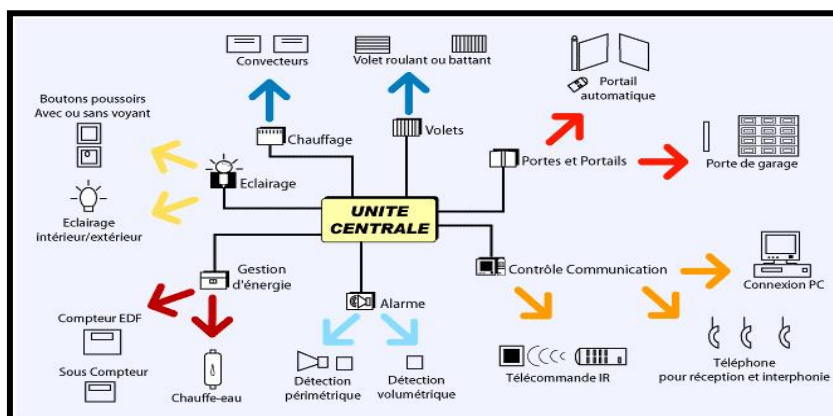 Convecteurs
Volet roulant ou battant
Portail
automatique
Boutons poussoirs
Avec ou sans voyant
Chauffage
Volets
Portes et Portails
Porte de garage
Eclairage
UNITE
CENTRALE
Eclairage
intérieur/extérieur
Gestion
d'énergie
Contrôle Communication
Connexion PC
Alarme
Compteur EDF
Sous Compteur
Chauffe-eau
Détection
périmétrique
Détection
volumétrique
Télécommande IR
Téléphone
pour réception et interphonie